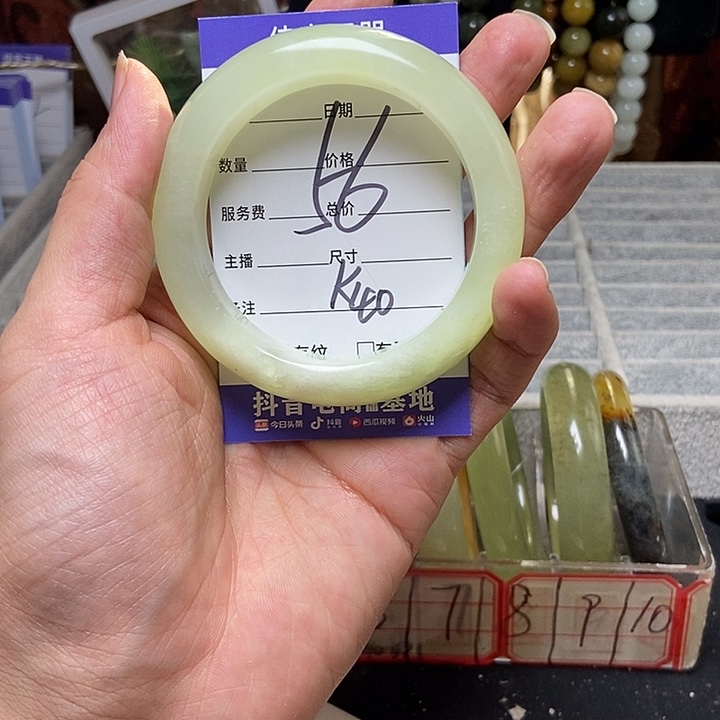 日期
数量 价格
56
服务费 总价
主播 尺寸
K40
注
有纹
抖音电商 基地
今日头条 抖音 西瓜视频 火山
7 8 9 10